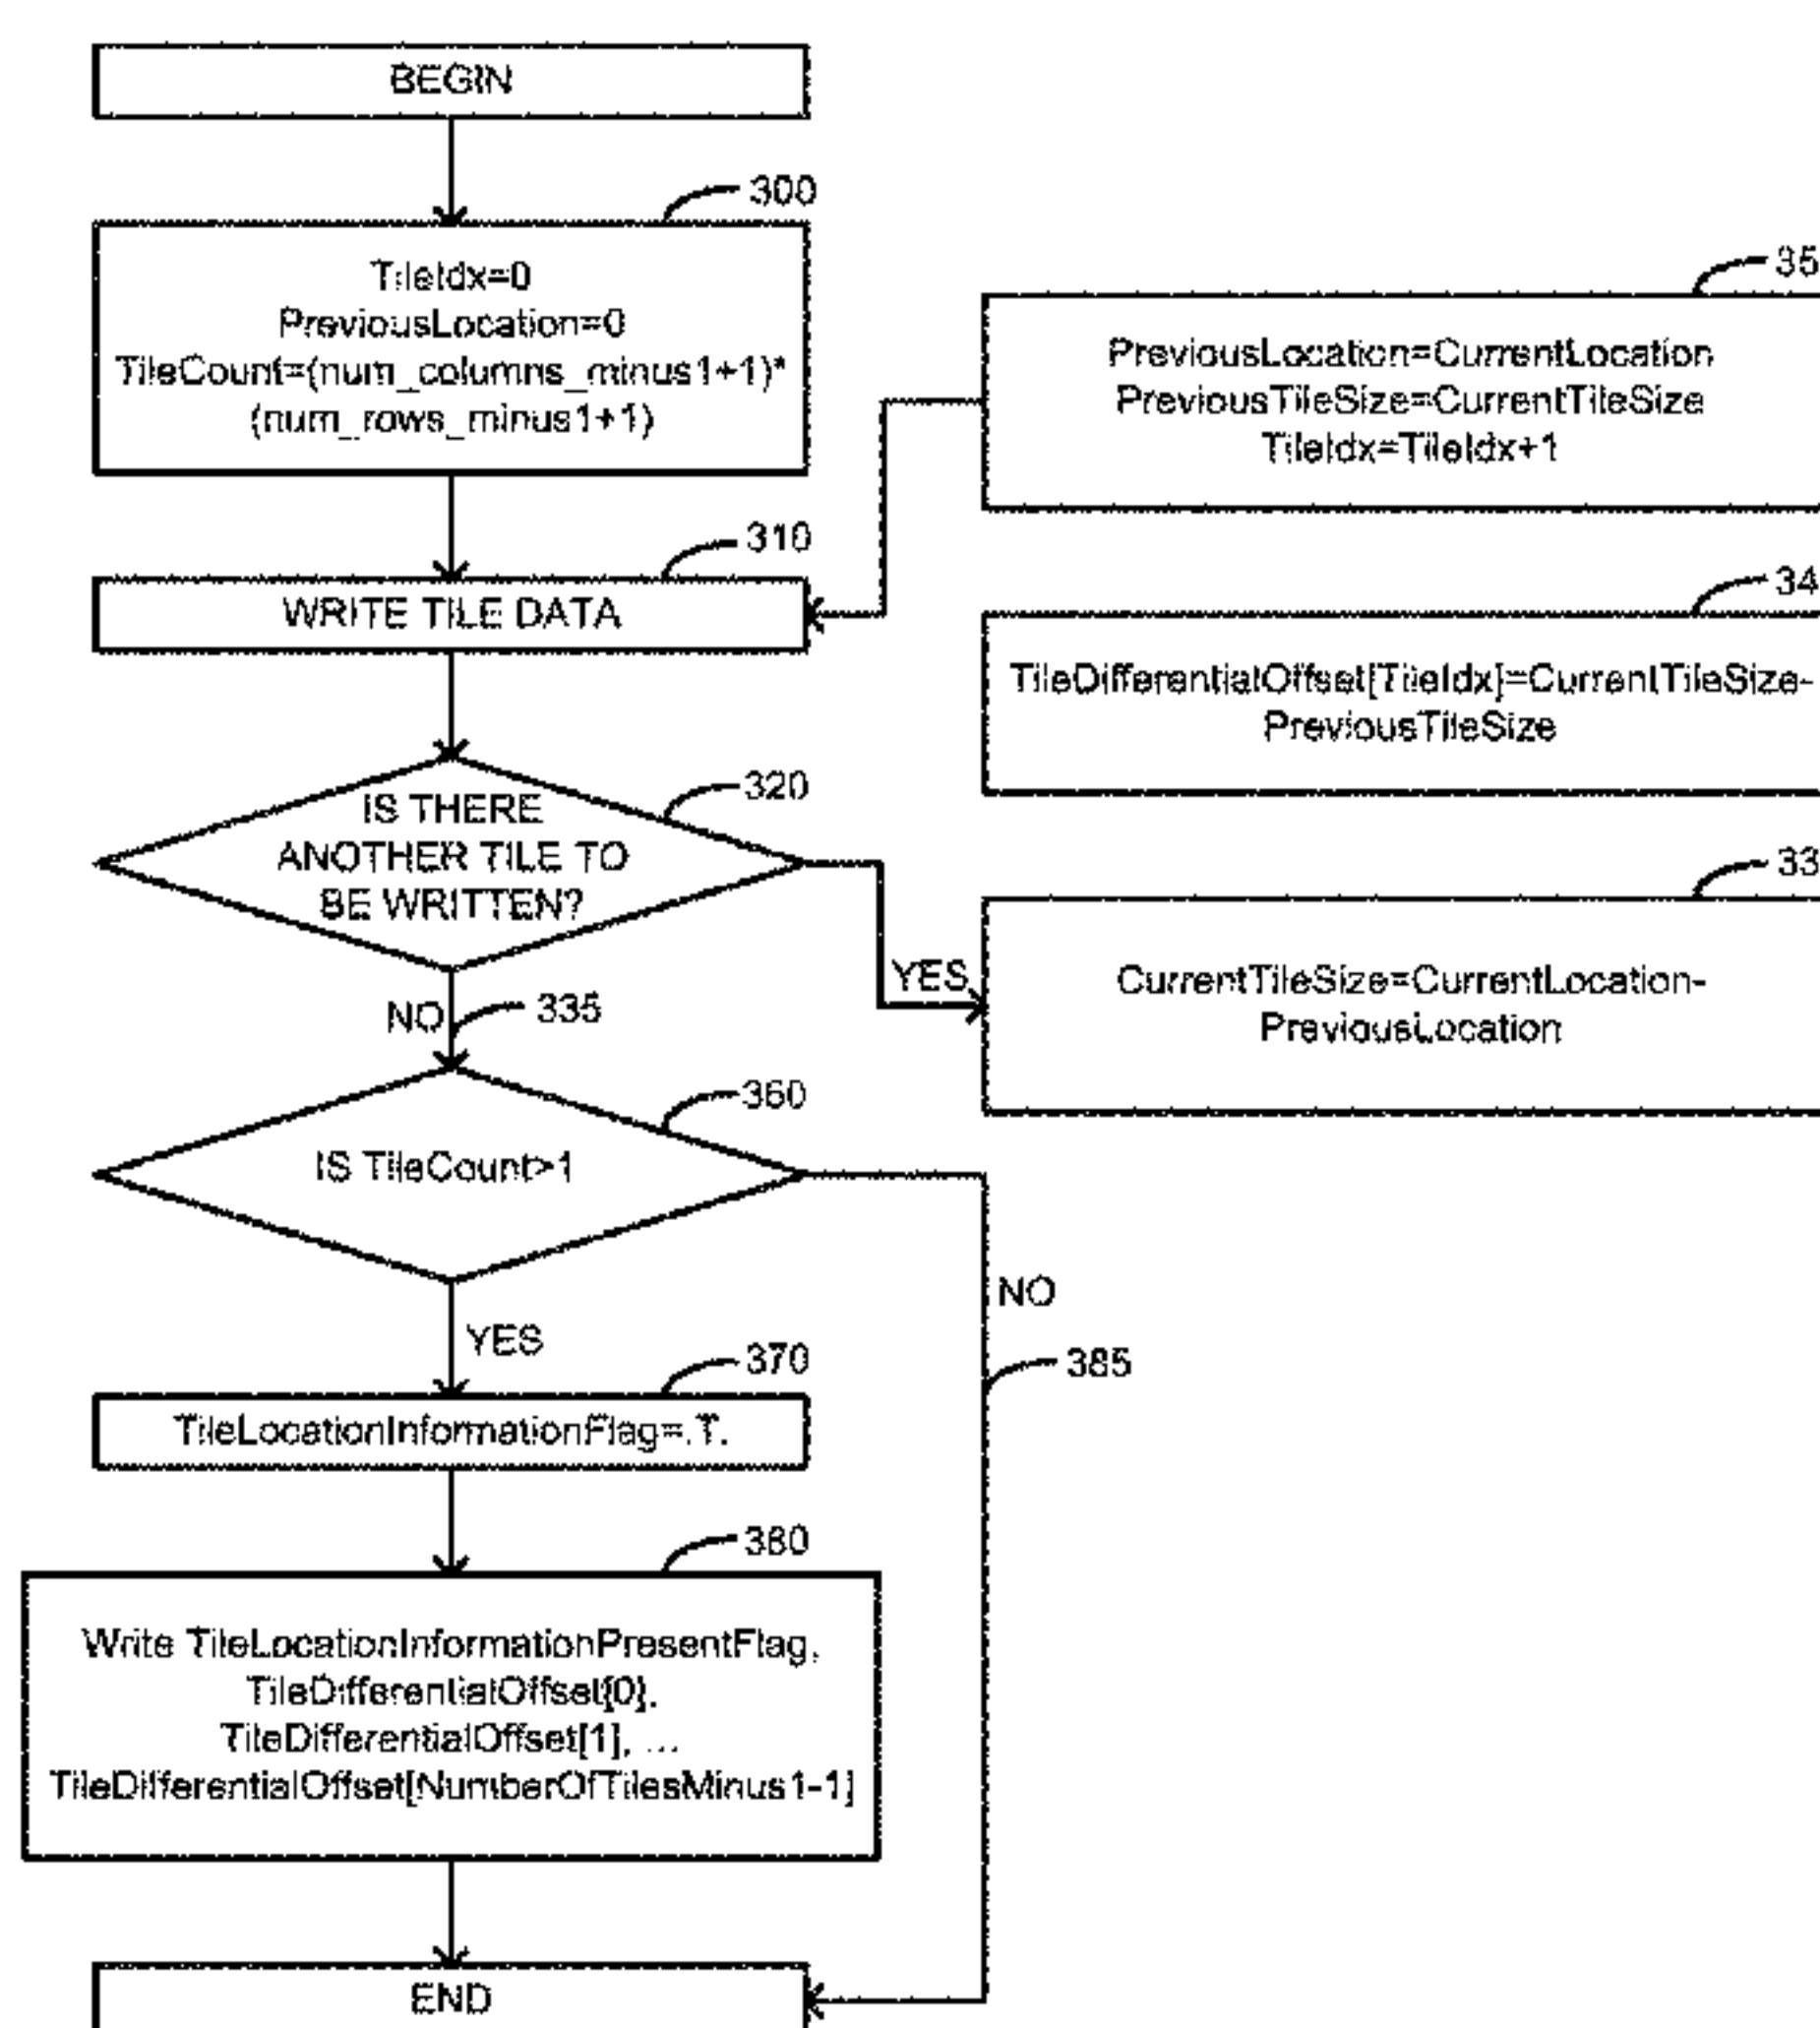 BEGIN
300
TileIdx=0
PreviousLocation=0
TileCount=(num_columns_minus1+1)*
(num_rows_minus1+1)
35
PreviousLocation=CurrentLocation
PreviousTileSize=CurrentTileSize
TileIdx=TileIdx+1
310
WRITE TILE DATA
34
TileDifferentialOffset[TileIdx]=CurrentTileSize-
PreviousTileSize
320
IS THERE
ANOTHER TILE TO
BE WRITTEN?
33
YES
CurrentTileSize=CurrentLocation-
PreviousLocation
NO
335
360
IS TileCount>1
NO
YES
370
385
TileLocationInformationFlag=.T.
380
Write TileLocationInformationPresentFlag,
TileDifferentialOffset[0],
TileDifferentialOffset[1], ...
TileDifferentialOffset[NumberOfTilesMinus1-1]
END